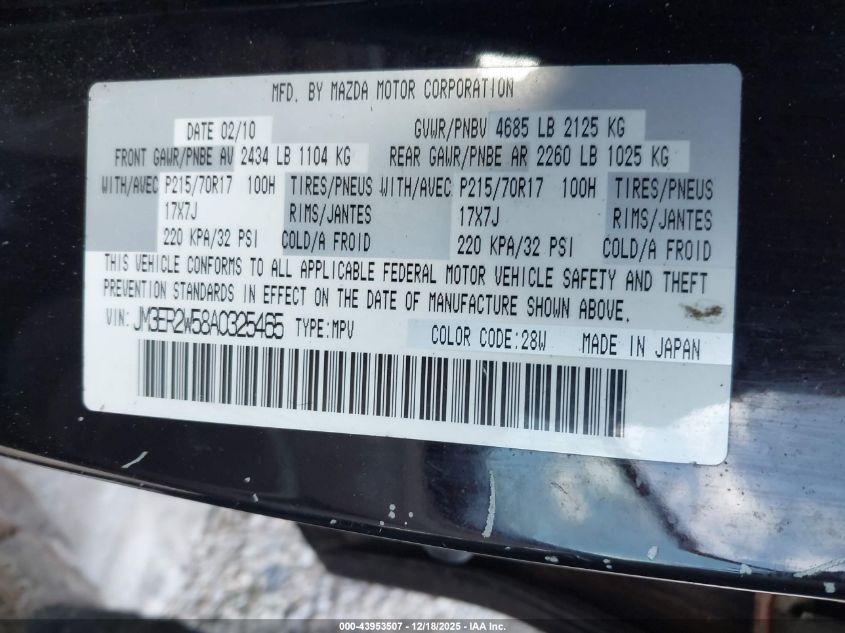 MFD. BY MAZDA MOTOR CORPORATION
DATE 02/10 GVWR/PNBV 4685 LB 2125 KG
FRONT GAWR/PNBE AV 2434 LB 1104 KG REAR GAWR/PNBE AR 2260 LB 1025 KG
WITH/AVEC P215/70R17 100H TIRES/PNEUS WITH/AVEC P215/70R17 100H TIRES/PNEUS
17X7J RIMS/JANTES 17X7J RIMS/JANTES
220 KPA/32 PSI COLD/A FROID 220 KPA/32 PSI COLD/A FROID
THIS VEHICLE CONFORMS TO ALL APPLICABLE FEDERAL MOTOR VEHICLE SAFETY AND THEFT
PREVENTION STANDARDS IN EFFECT ON THE DATE OF MANUFACTURE SHOWN ABOVE.
VIN: JM3ER2W58A0325465 TYPE:MPV COLOR CODE:28W MADE IN JAPAN
000-43953507 - 12/18/2025 - IAA Inc.